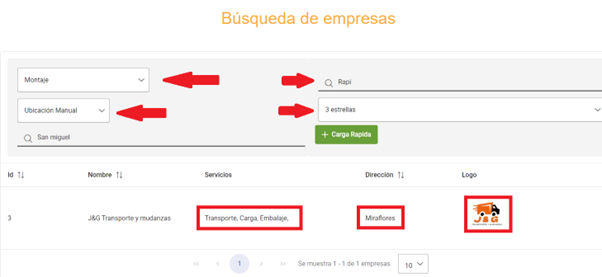 Búsqueda de empresas
Montaje
Rapi
Ubicación Manual
3 estrellas
San miguel
+ Carga Rapida
Id Nombre Servicios Dirección Logo
3 J&G Transporte y mudanzas Transporte, Carga, Embalaje, Miraflores J&G
1 Se muestra 1 - 1 de 1 empresas 10